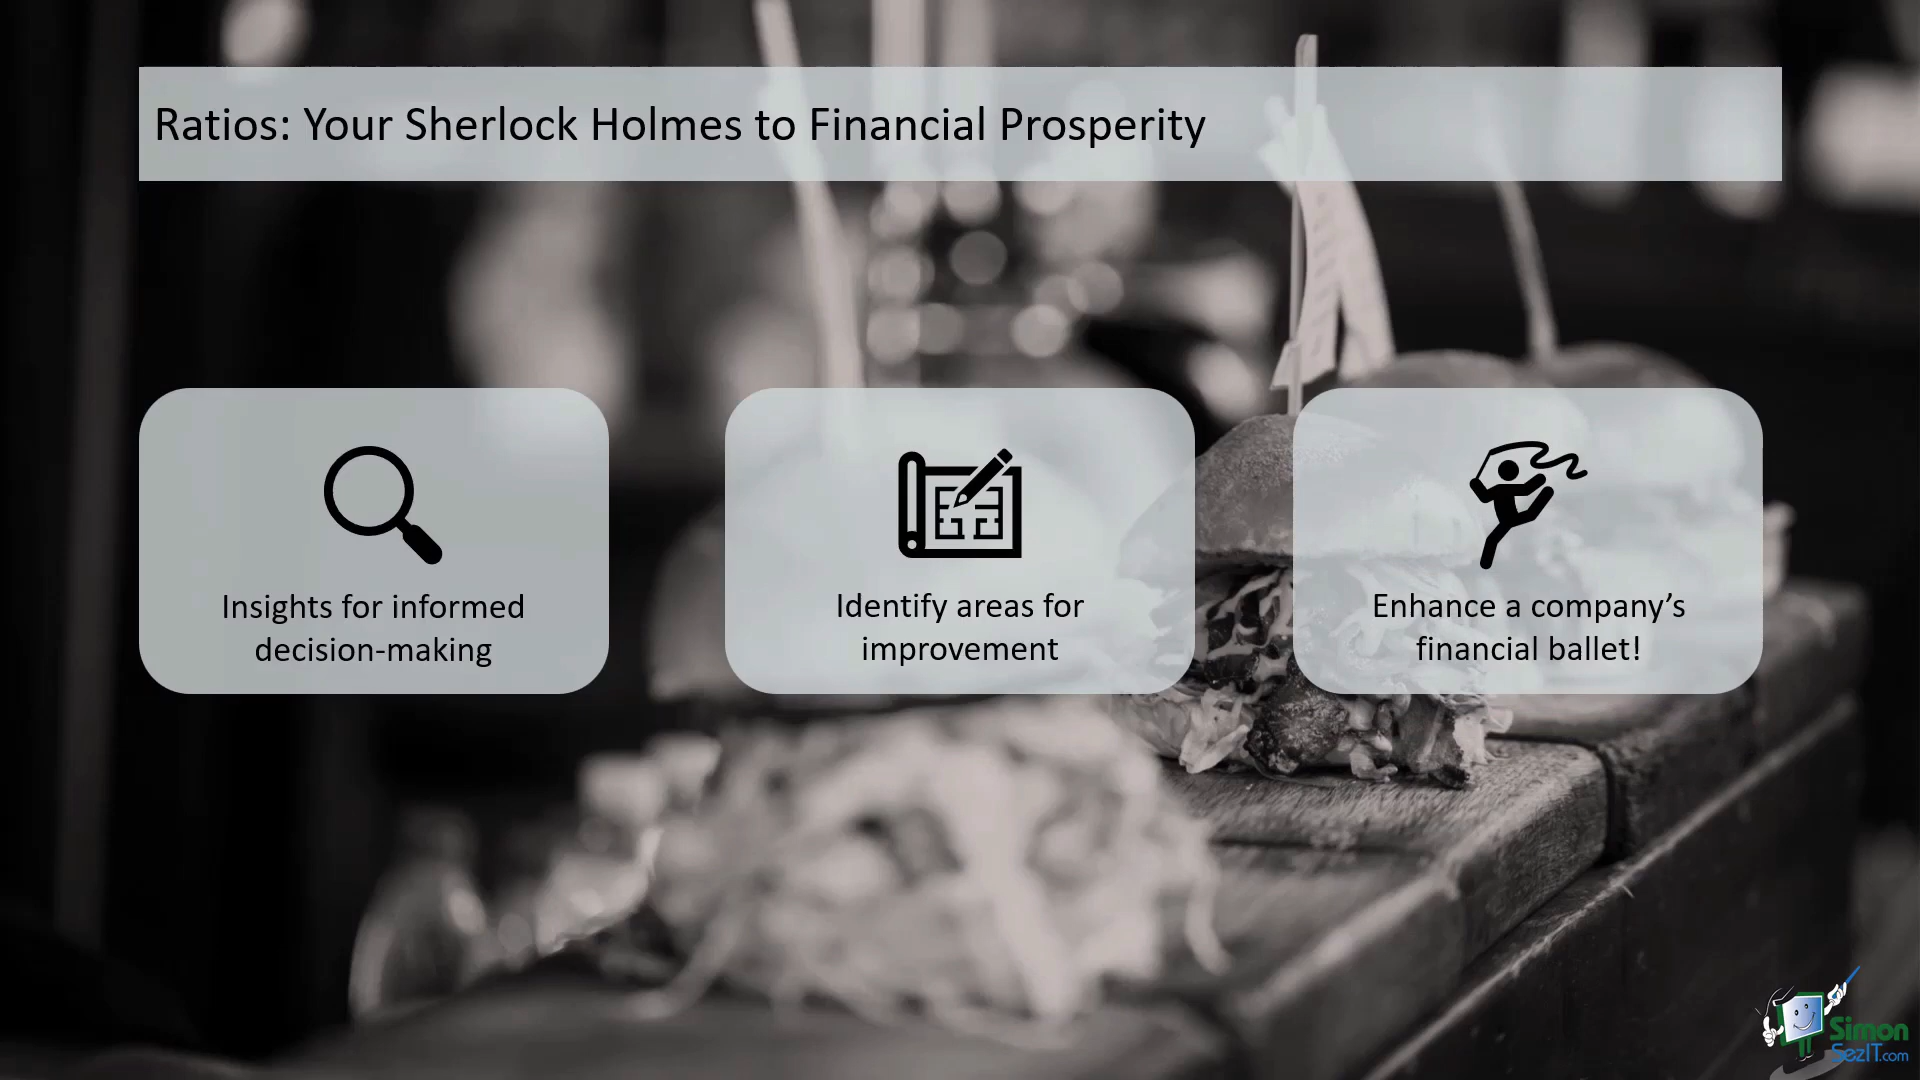 Ratios: Your Sherlock Holmes to Financial Prosperity
Insights for informed
decision-making
Identify areas for
improvement
Enhance a company’s
financial ballet!
Simon
SezIT.com